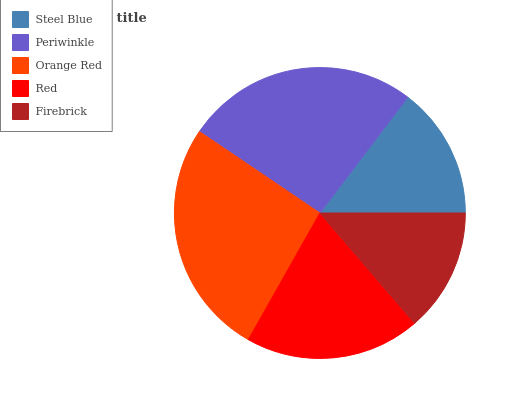 title
Steel Blue
Periwinkle
Orange Red
Red
Firebrick